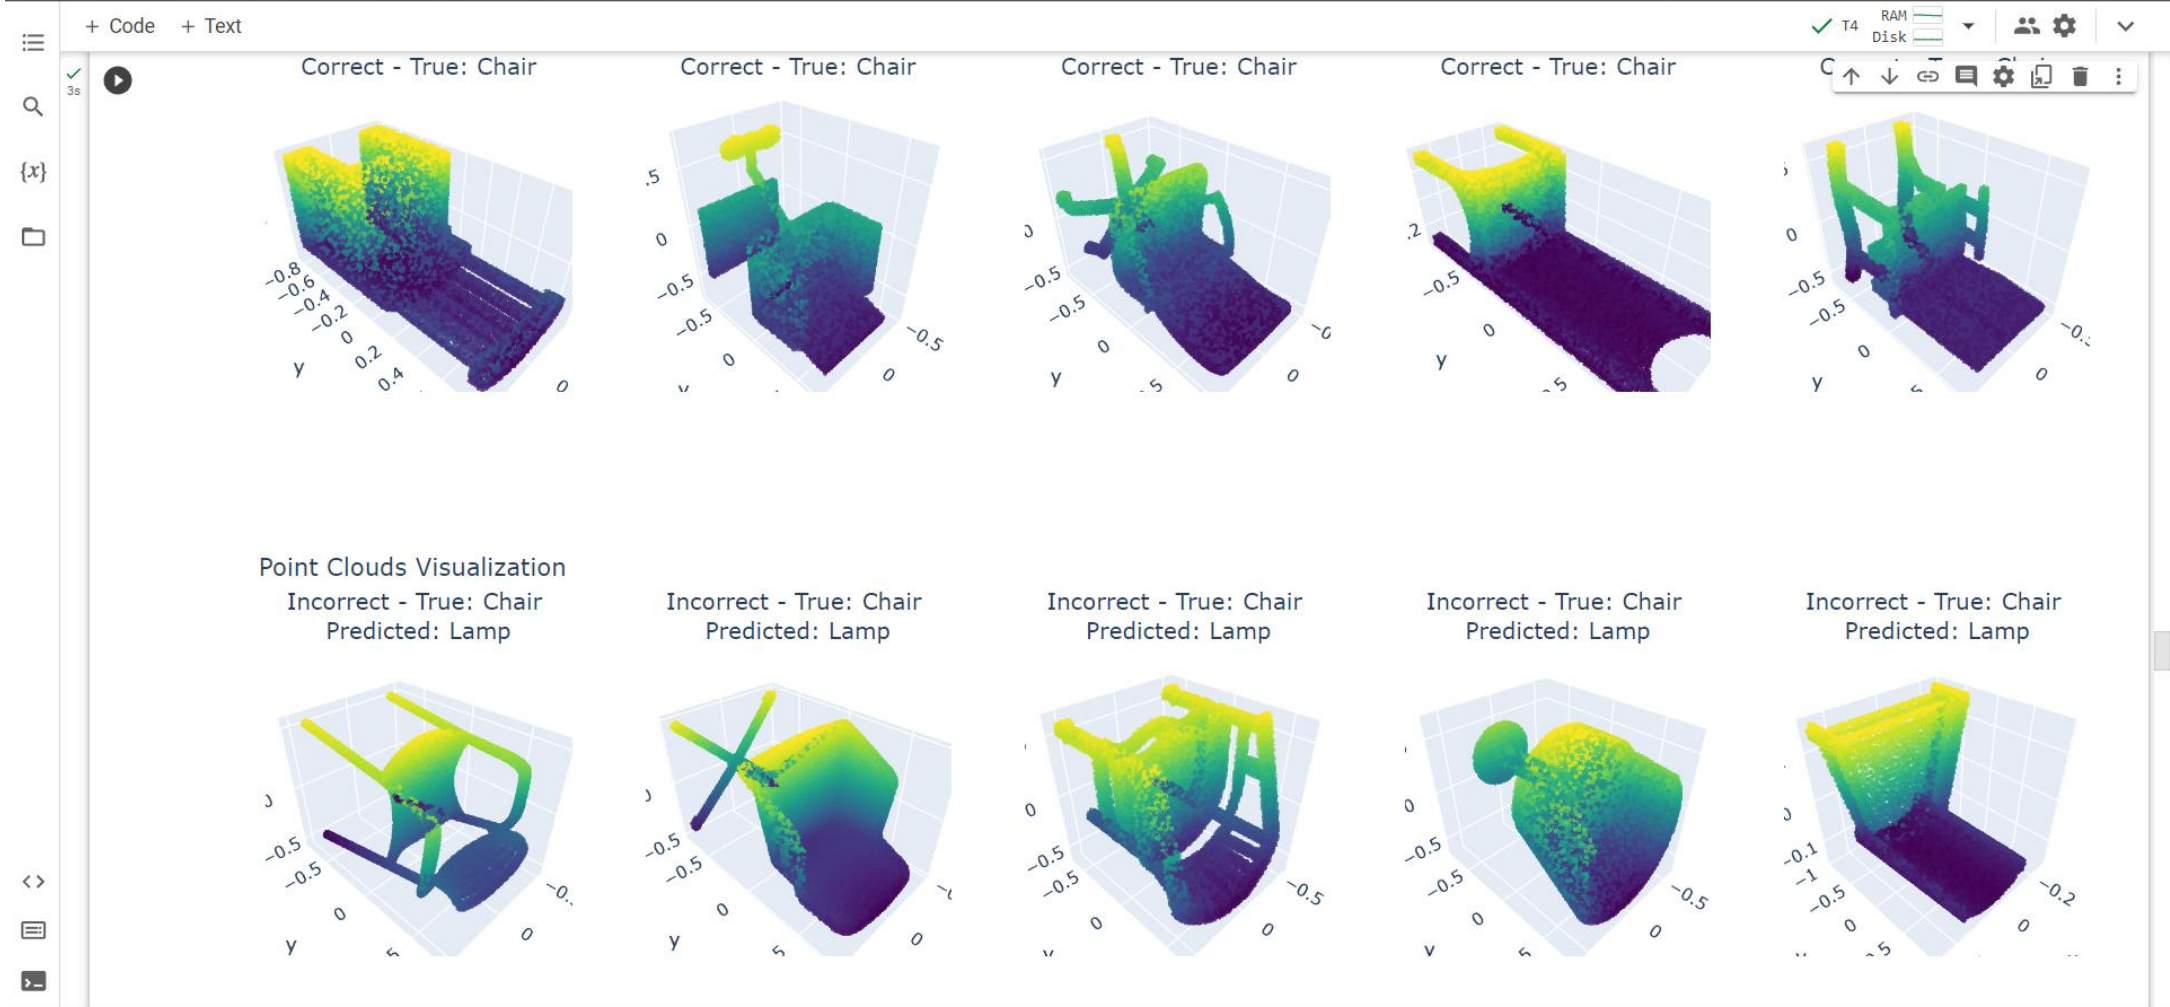 + Code + Text
T4
RAM
Disk
3s
Correct - True: Chair
Correct - True: Chair
Correct - True: Chair
Correct - True: Chair
{x}
−0.8
−0.6
−0.4
−0.2
0
0.2
0.4
y
0
.5
0
−0.5
−0.5
0
0
−0.5
−0.5
−0.5
0
y
0
.2
−0.5
0
y
0
−0.5
−0.5
0
y
0
Point Clouds Visualization
Incorrect - True: Chair
Predicted: Lamp
Incorrect - True: Chair
Predicted: Lamp
Incorrect - True: Chair
Predicted: Lamp
Incorrect - True: Chair
Predicted: Lamp
Incorrect - True: Chair
Predicted: Lamp
−0.5
−0.5
0
y
0
−0.5
−0.5
0
y
0
0
−0.5
−0.5
0
0
−0.5
0
−0.5
−0.5
0
0
−0.5
−0.1
−1
−0.5
0
0
−0.2
<>